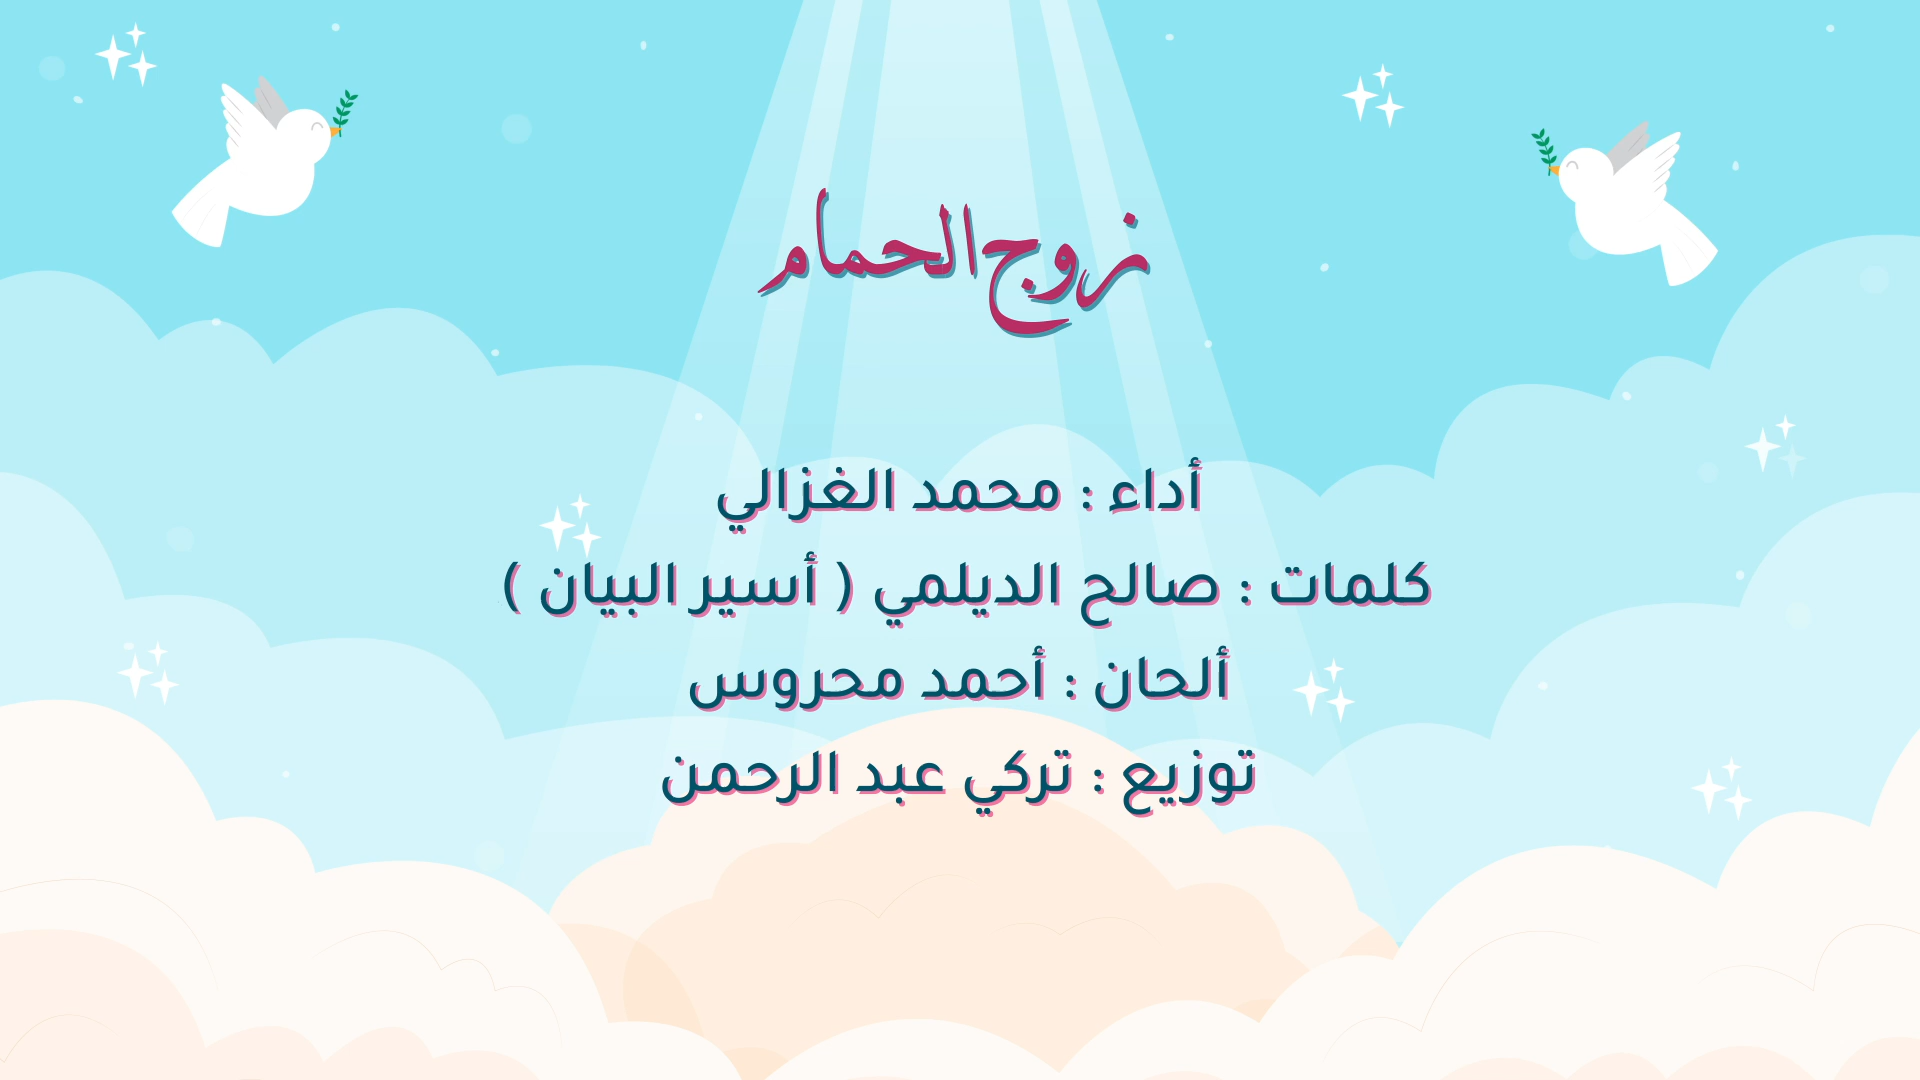 زوج الحمام
أداء : محمد الغزالي
كلمات : صالح الديلمي ( أسير البيان )
ألحان : أحمد محروس
توزيع : تركي عبد الرحمن